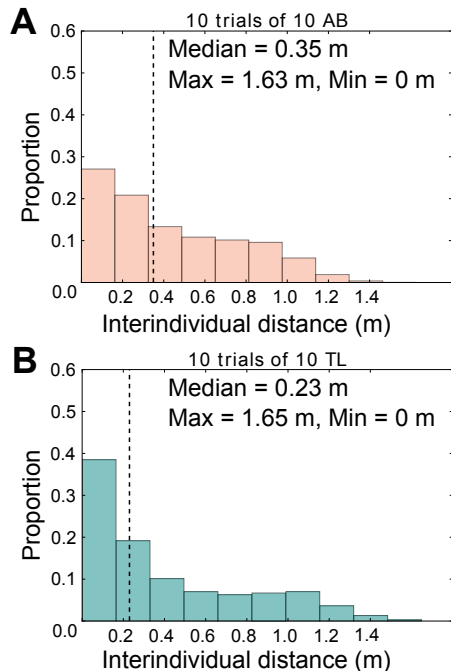 A
10 trials of 10 AB
Median = 0.35 m
Max = 1.63 m, Min = 0 m
Proportion
0.6
0.5
0.4
0.3
0.2
0.1
0.0
0.2 0.4 0.6 0.8 1.0 1.2 1.4
Interindividual distance (m)
B
10 trials of 10 TL
Median = 0.23 m
Max = 1.65 m, Min = 0 m
Proportion
0.6
0.5
0.4
0.3
0.2
0.1
0.0
0.2 0.4 0.6 0.8 1.0 1.2 1.4
Interindividual distance (m)